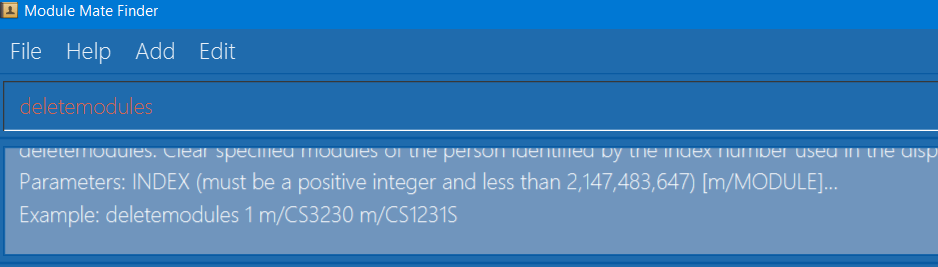 Module Mate Finder
File Help Add Edit
deletemodules
deletemodules: Clear specified modules of the person identified by the index number used in the disp
Parameters: INDEX (must be a positive integer and less than 2,147,483,647) [m/MODULE]...
Example: deletemodules 1 m/CS3230 m/CS1231S